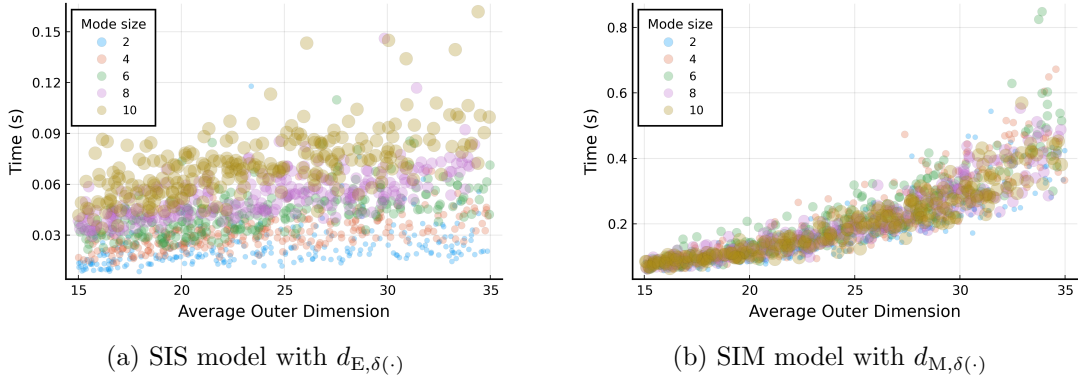 Mode size
2
4
6
8
10
0.15
0.12
0.09
0.06
0.03
Time (s)
15 20 25 30 35
Average Outer Dimension
(a) SIS model with d_{E,δ(·)}
Mode size
2
4
6
8
10
0.8
0.6
0.4
0.2
Time (s)
15 20 25 30 35
Average Outer Dimension
(b) SIM model with d_{M,δ(·)}